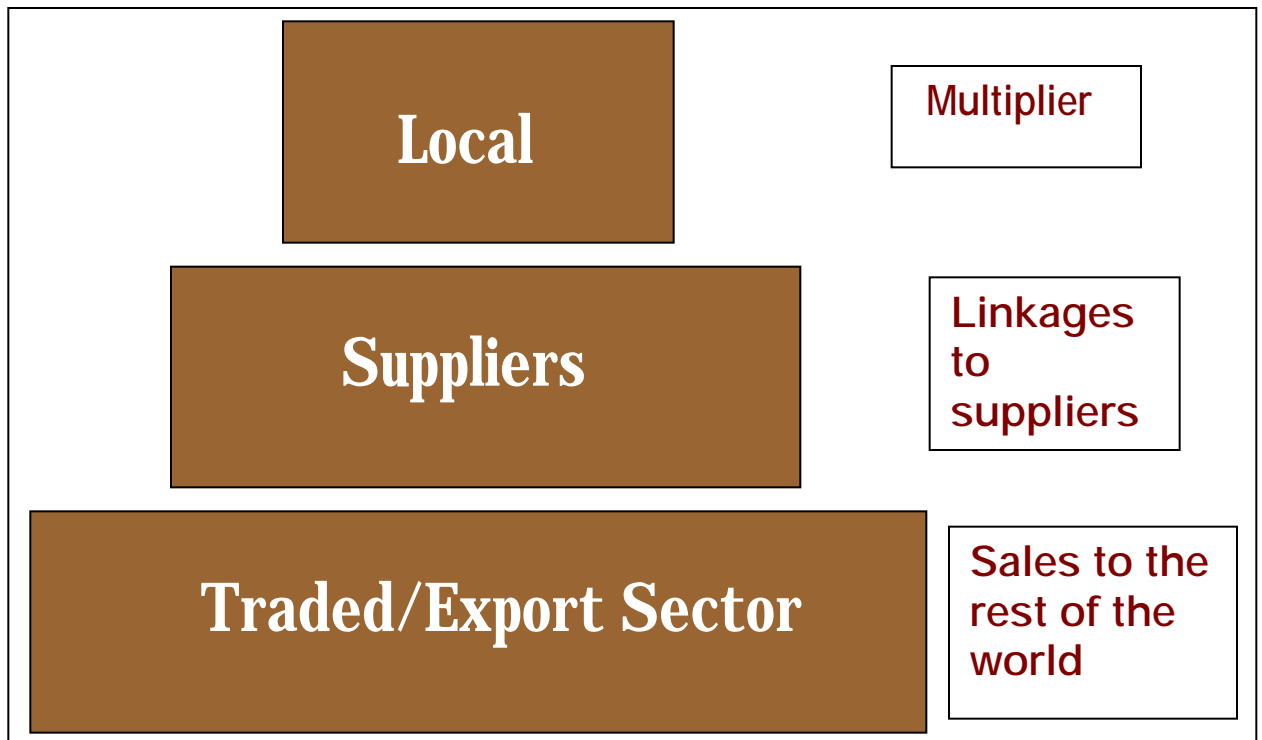 Local
Multiplier
Suppliers
Linkages
to
suppliers
Traded/Export Sector
Sales to the
rest of the
world